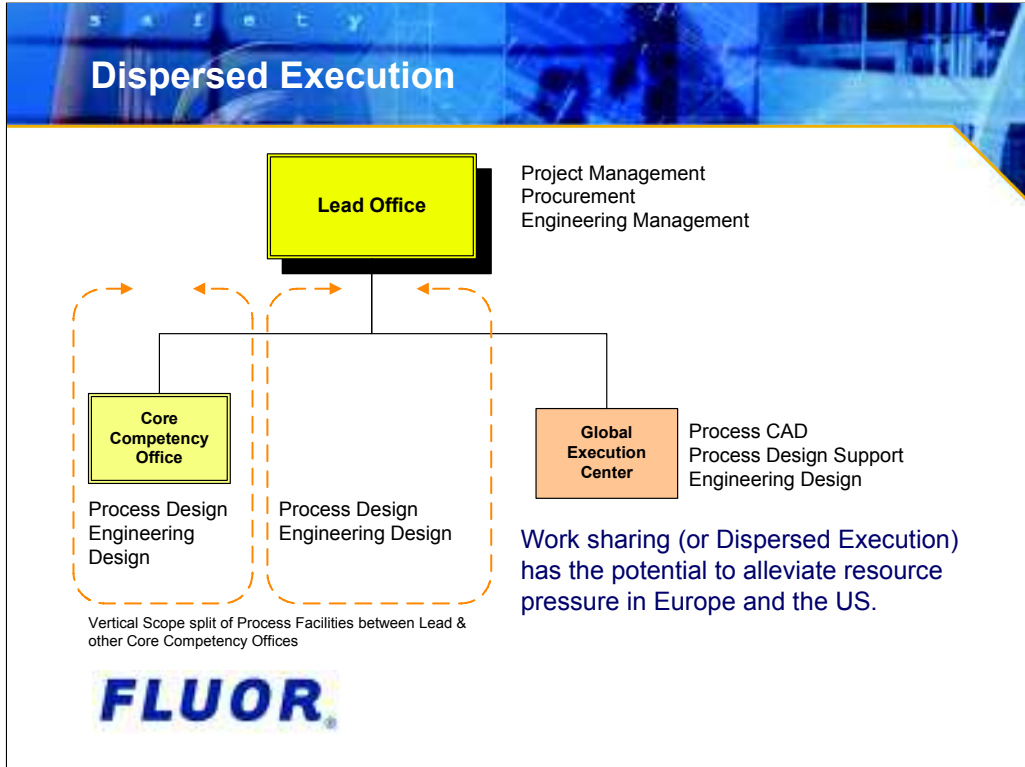 safety
Dispersed Execution
Lead Office
Project Management
Procurement
Engineering Management
Core
Competency
Office
Process Design
Engineering
Design
Process Design
Engineering Design
Global
Execution
Center
Process CAD
Process Design Support
Engineering Design
Work sharing (or Dispersed Execution)
has the potential to alleviate resource
pressure in Europe and the US.
Vertical Scope split of Process Facilities between Lead &
other Core Competency Offices
FLUOR®